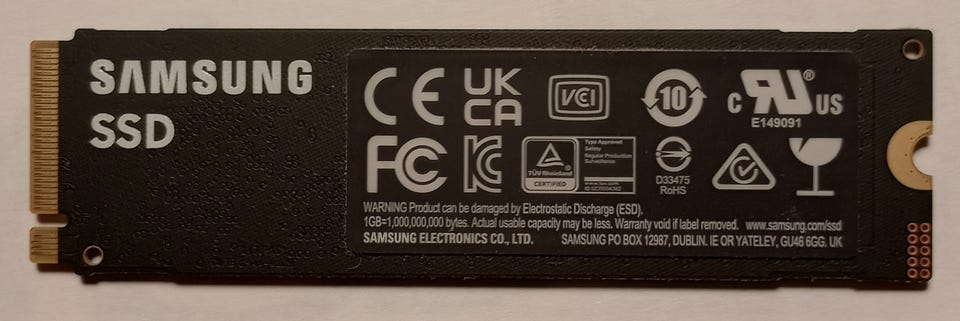 SAMSUNG
SSD
CE
UK
CA
VCI
10
c RU® US
E149091
FC
KC
TÜVRheinland
CERTIFIED
Type Approved
Safety
Regular Production
Surveillance
D33475
RoHS
WARNING Product can be damaged by Electrostatic Discharge (ESD).
1GB=1,000,000,000 bytes. Actual usable capacity may be less. Warranty void if label removed. www.samsung.com/ssd
SAMSUNG ELECTRONICS CO., LTD. SAMSUNG PO BOX 12987, DUBLIN. IE OR YATELEY, GU46 6GG. UK